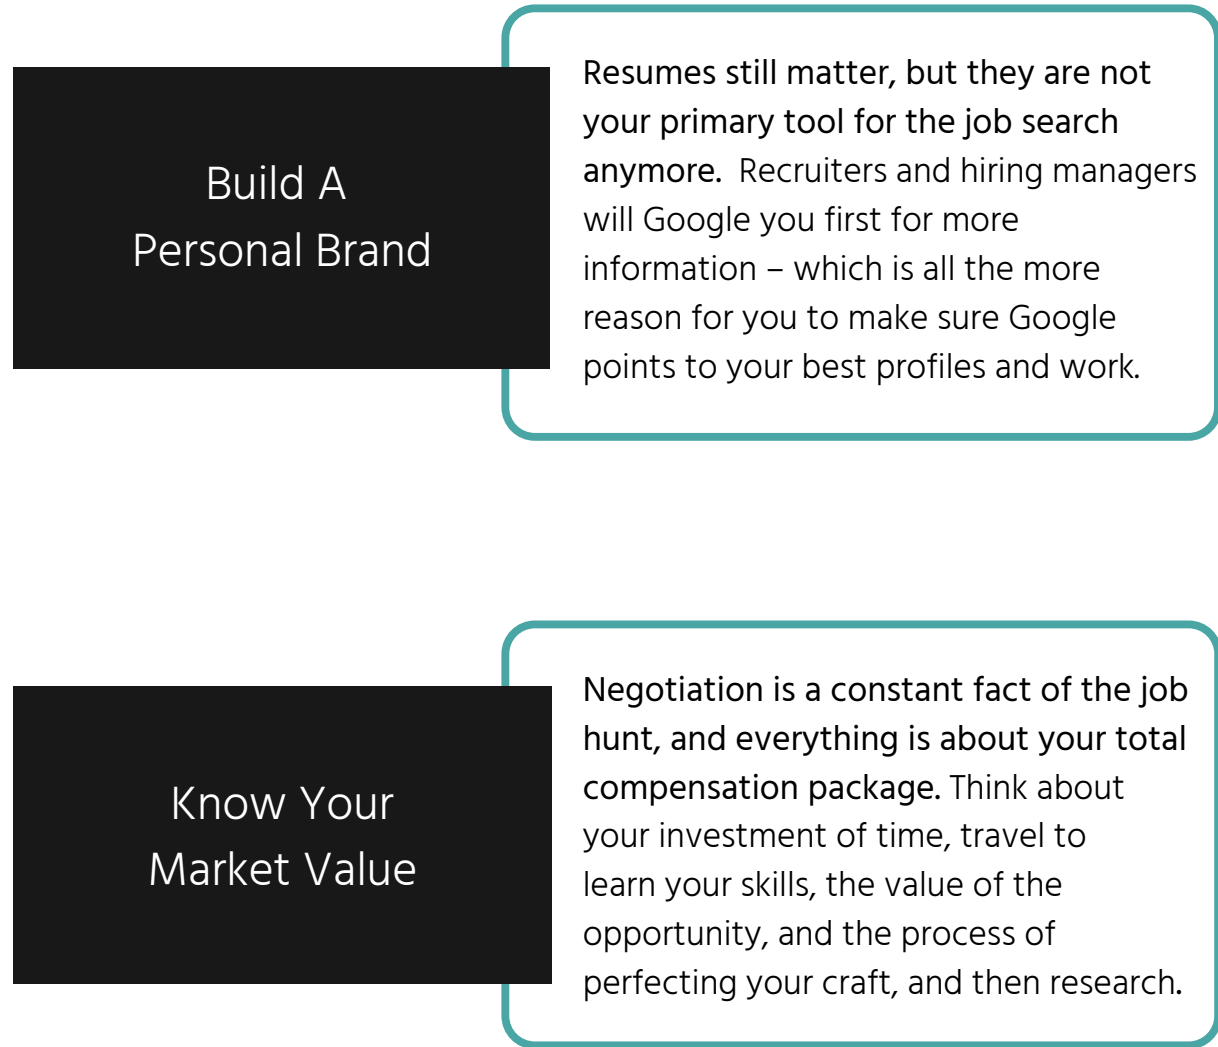 Build A
Personal Brand
Resumes still matter, but they are not
your primary tool for the job search
anymore.  Recruiters and hiring managers
will Google you first for more
information – which is all the more
reason for you to make sure Google
points to your best profiles and work.
Know Your
Market Value
Negotiation is a constant fact of the job
hunt, and everything is about your total
compensation package. Think about
your investment of time, travel to
learn your skills, the value of the
opportunity, and the process of
perfecting your craft, and then research.